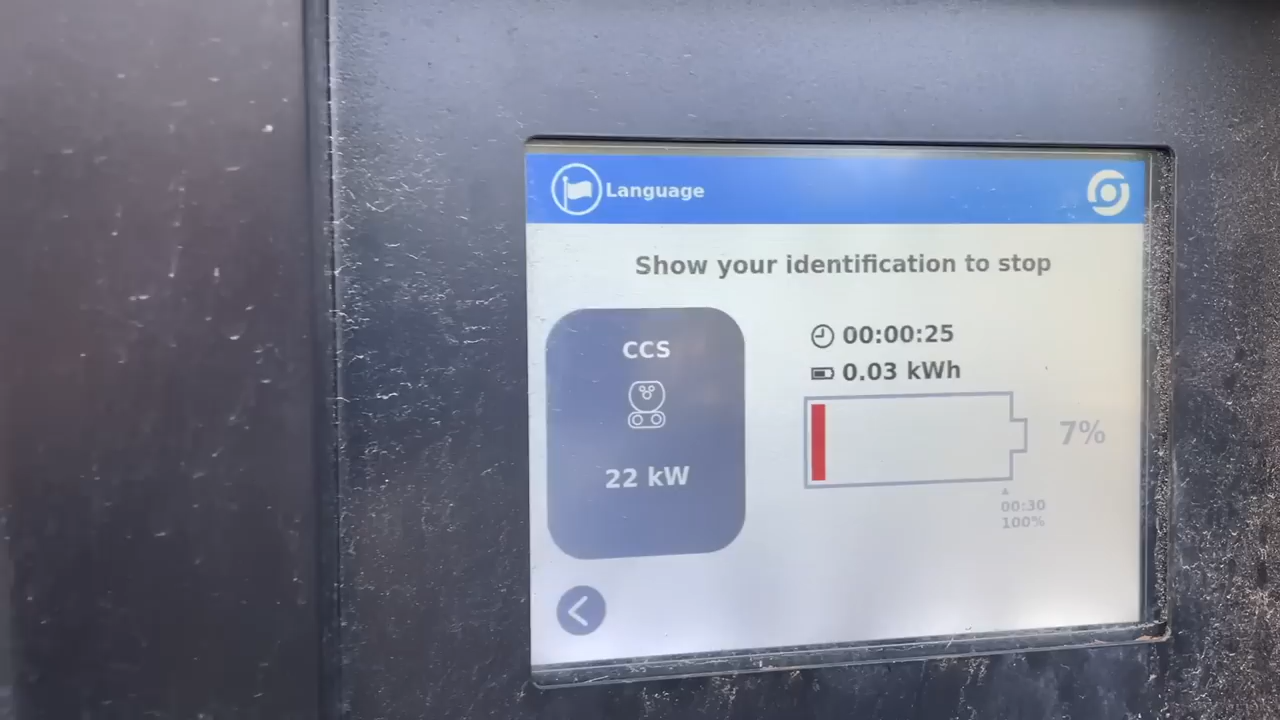 Language
Show your identification to stop
CCS
22 kW
00:00:25
0.03 kWh
7%
00:30
100%